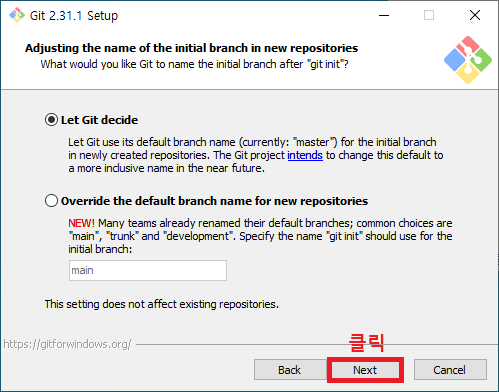 Git 2.31.1 Setup
Adjusting the name of the initial branch in new repositories
What would you like Git to name the initial branch after "git init"?
Let Git decide
Let Git use its default branch name (currently: "master") for the initial branch
in newly created repositories. The Git project intends to change this default to
a more inclusive name in the near future.
Override the default branch name for new repositories
NEW! Many teams already renamed their default branches; common choices are
"main", "trunk" and "development". Specify the name "git init" should use for the
initial branch:
main
This setting does not affect existing repositories.
https://gitforwindows.org/
클릭
Back
Next
Cancel